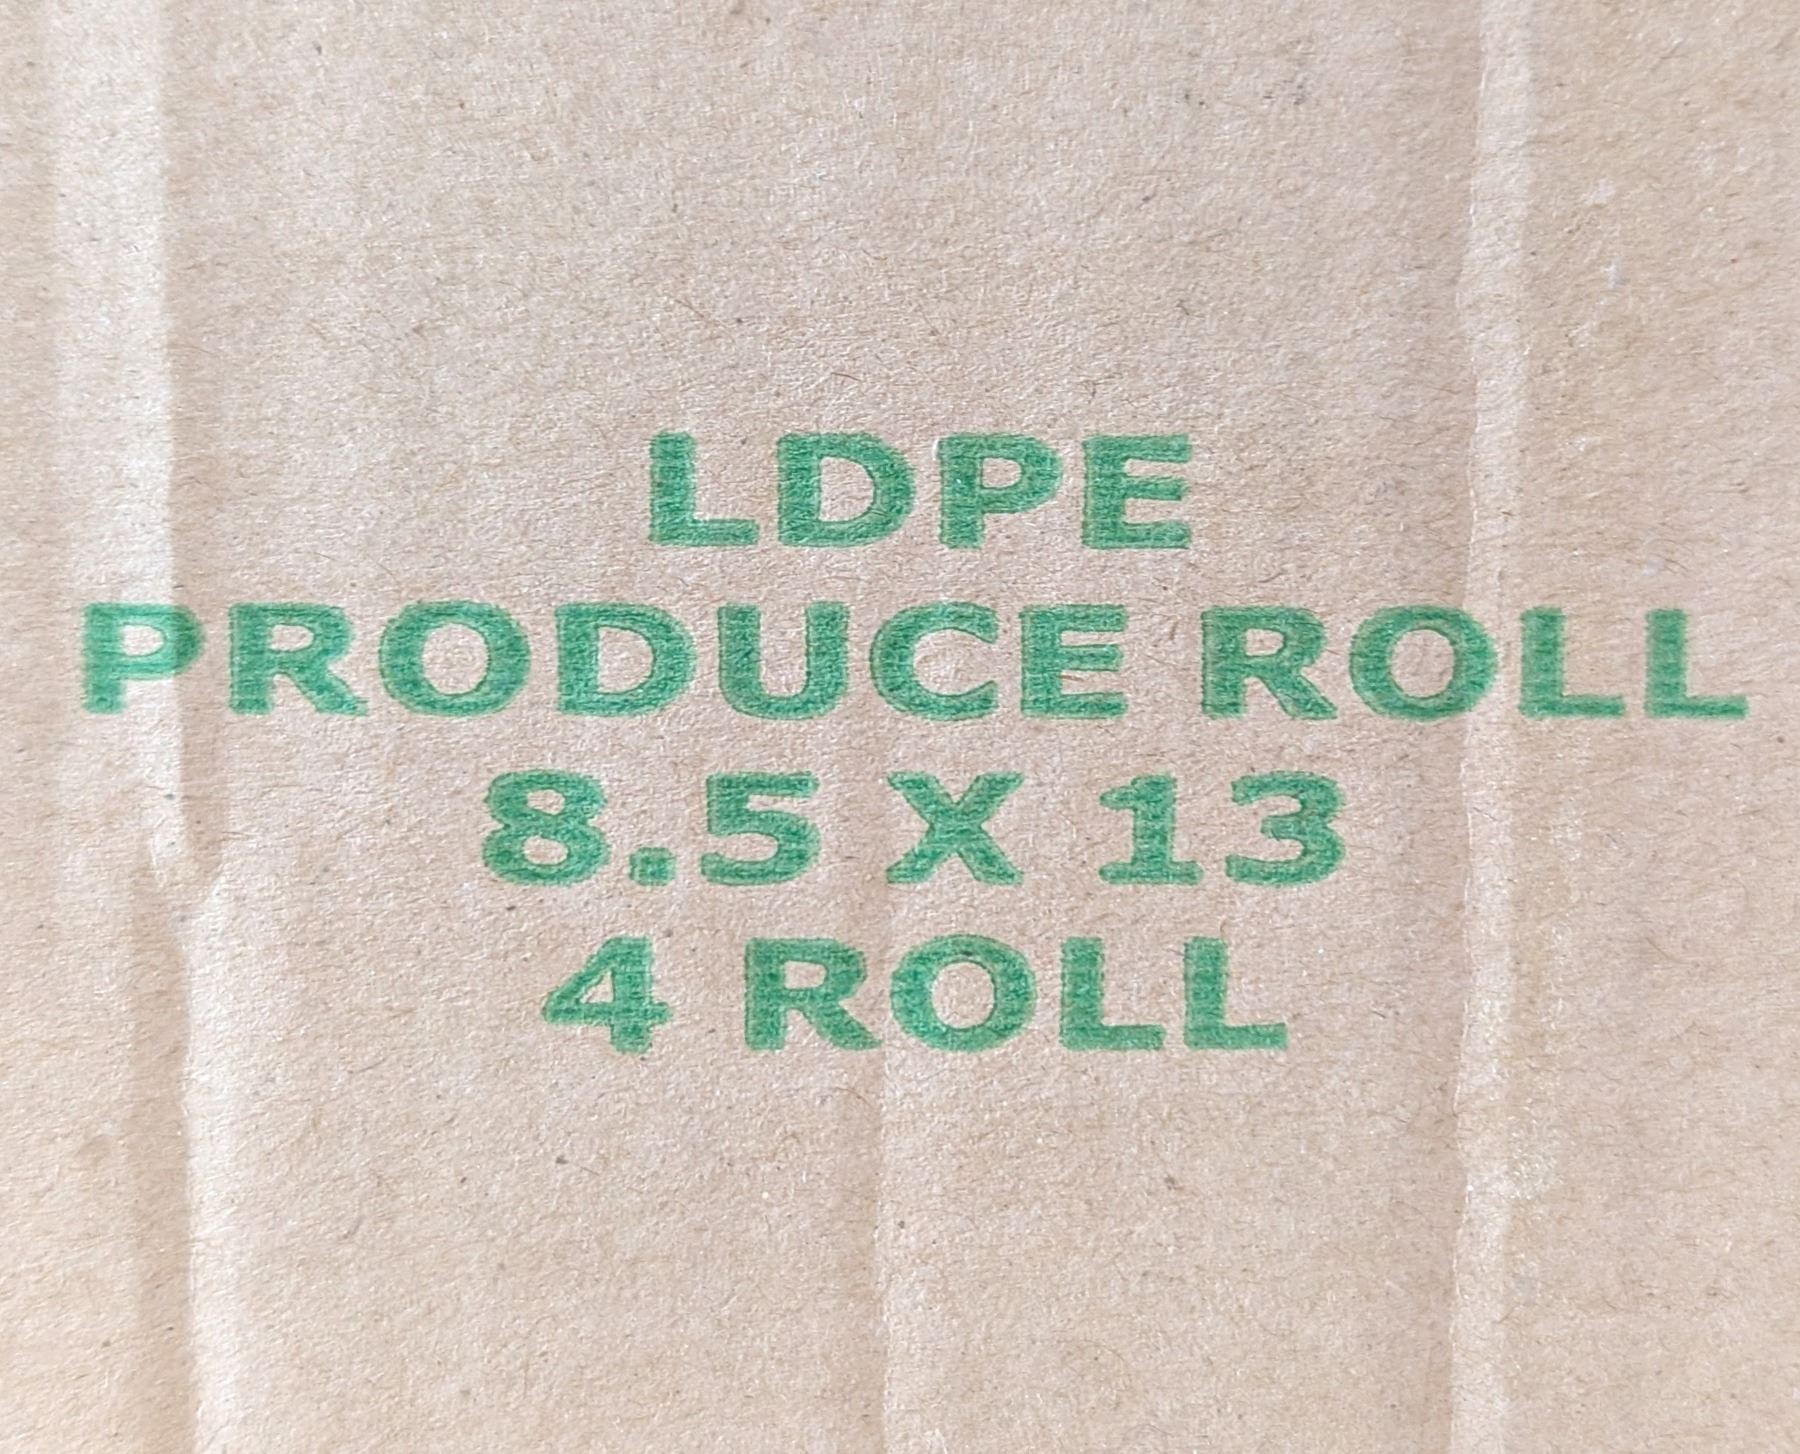 LDPE
PRODUCE ROLL
8.5 X 13
4 ROLL